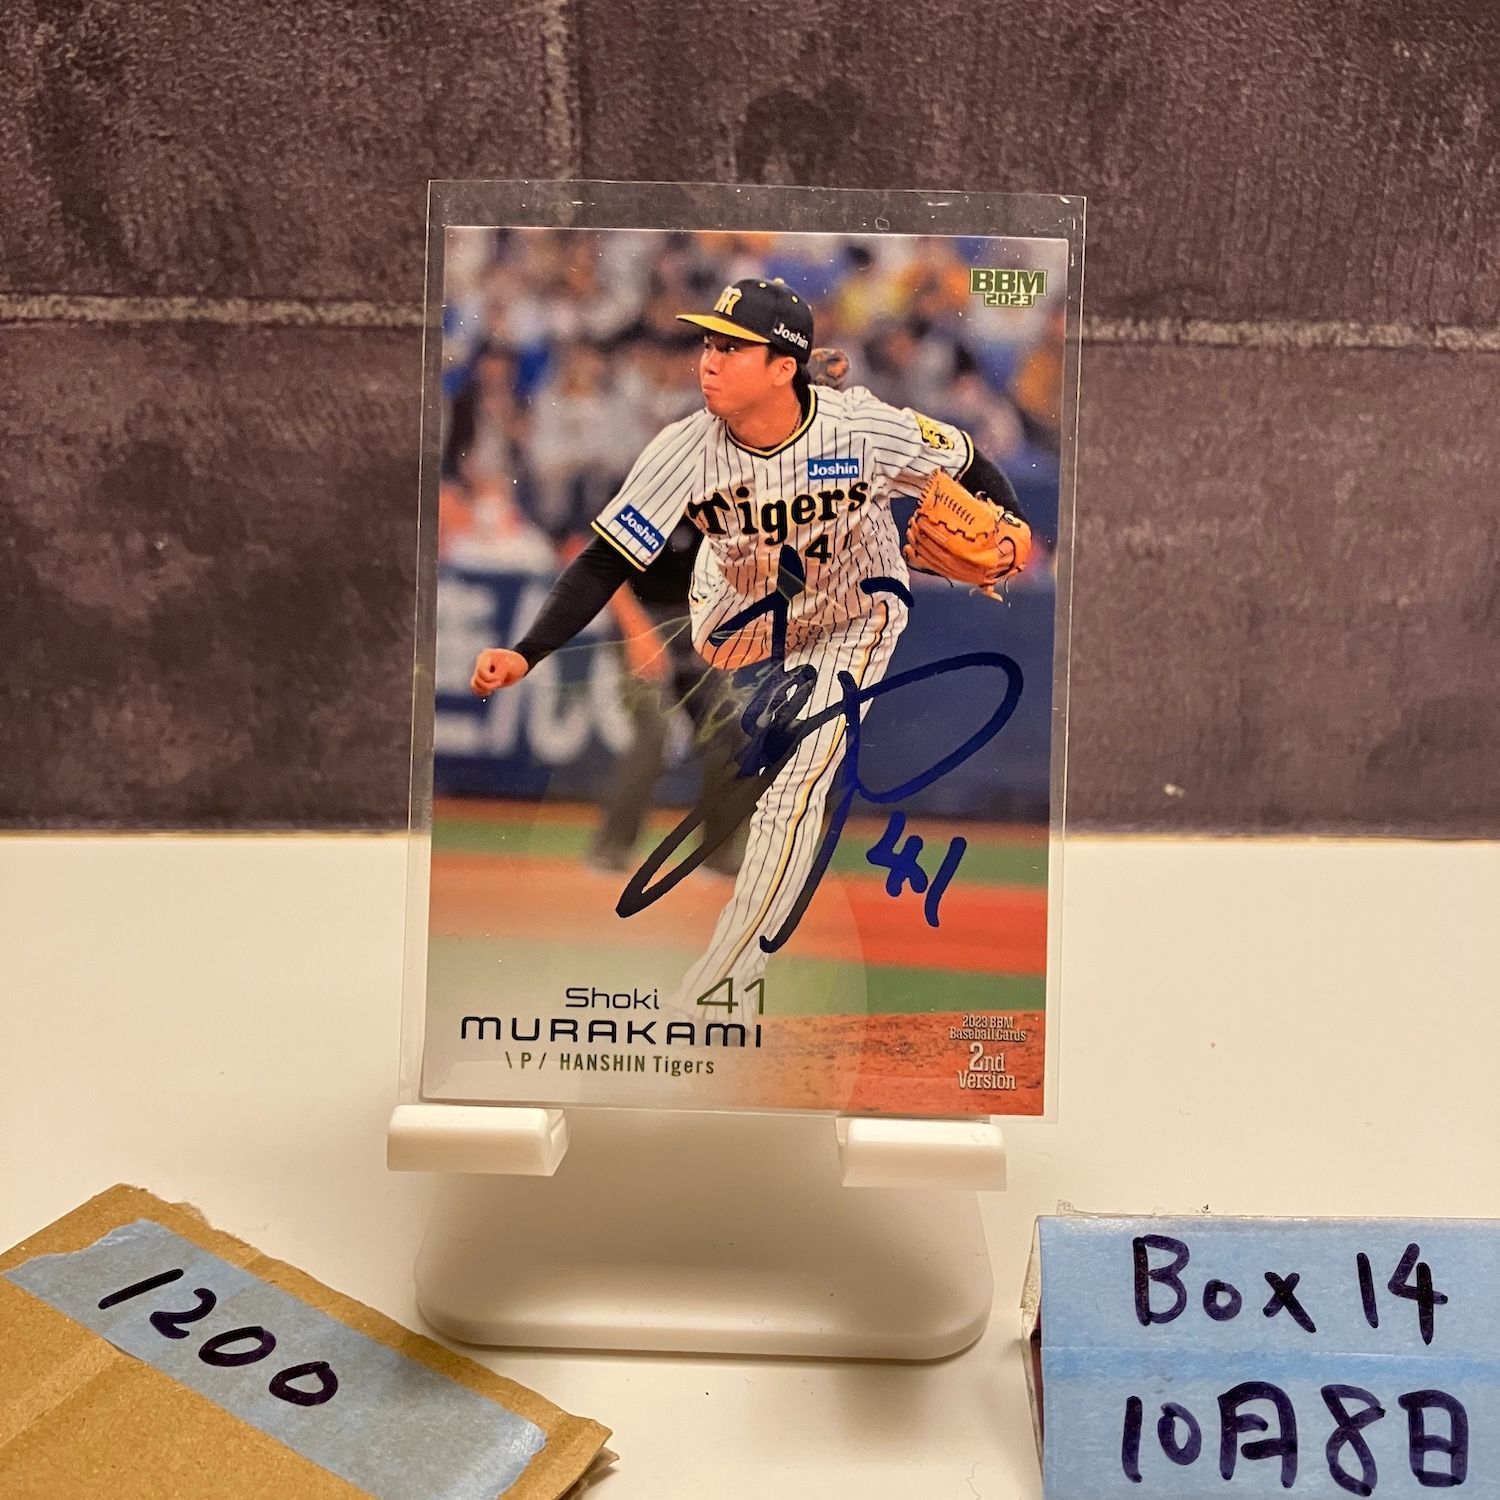 BBM
2023
Joshin
Joshin
Joshin
Tigers
4
41
Shoki 41
MURAKAMI
\ P / HANSHIN Tigers
2023 BBM
Baseball Cards
2nd
Version
1200
Box 14
10月8日